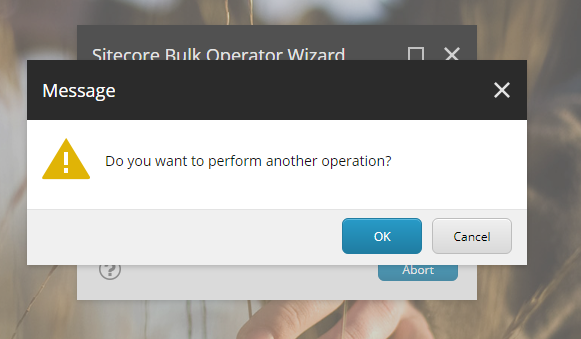 Sitecore Bulk Operator Wizard
Message
Do you want to perform another operation?
OK
Cancel
?
Abort